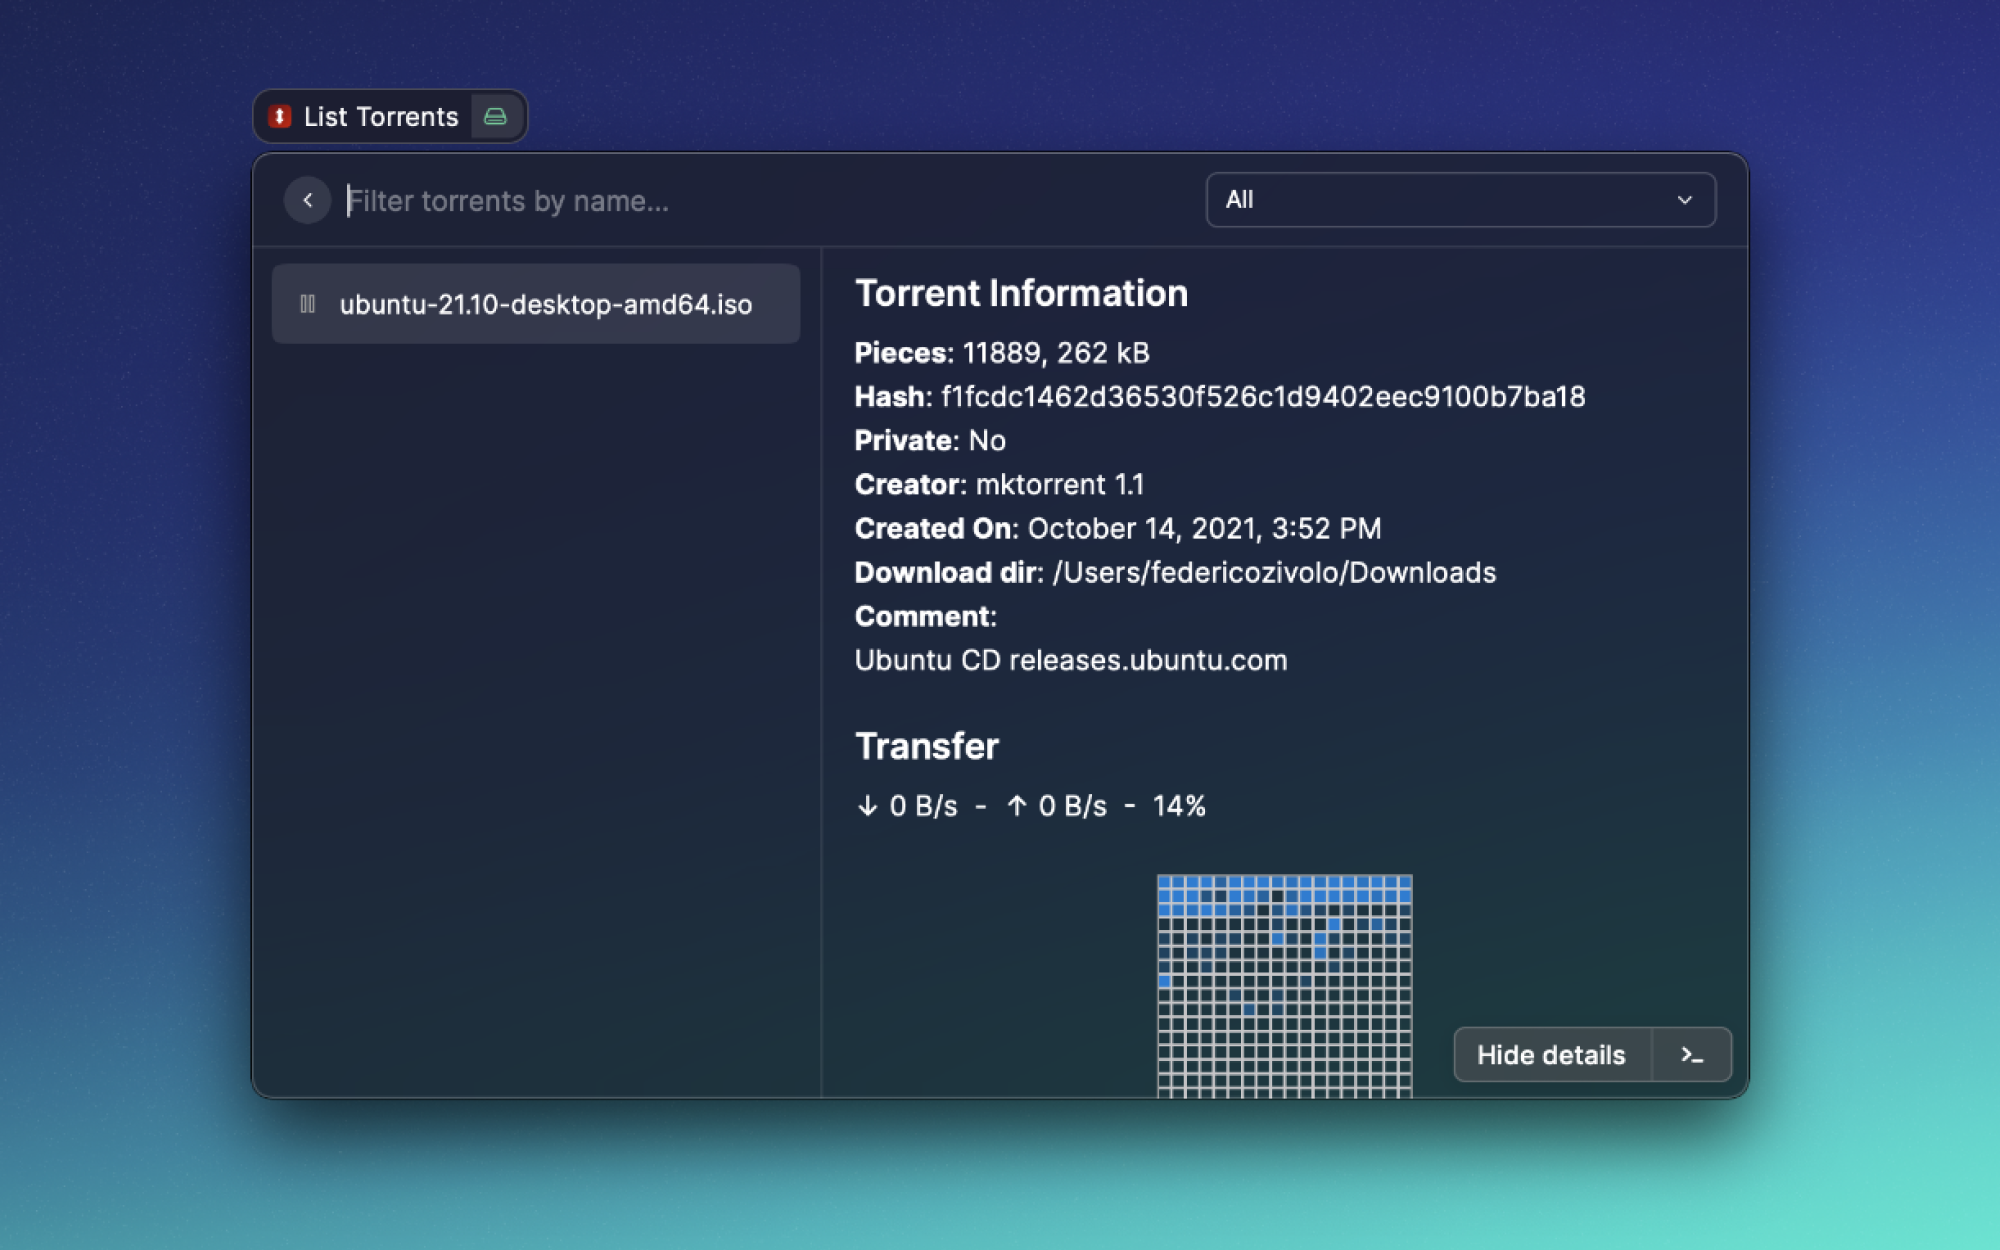 List Torrents
Filter torrents by name...
All
ubuntu-21.10-desktop-amd64.iso
Torrent Information
Pieces: 11889, 262 kB
Hash: f1fcdc1462d36530f526c1d9402eec9100b7ba18
Private: No
Creator: mktorrent 1.1
Created On: October 14, 2021, 3:52 PM
Download dir: /Users/federicozivolo/Downloads
Comment:
Ubuntu CD releases.ubuntu.com
Transfer
↓ 0 B/s - ↑ 0 B/s - 14%
Hide details